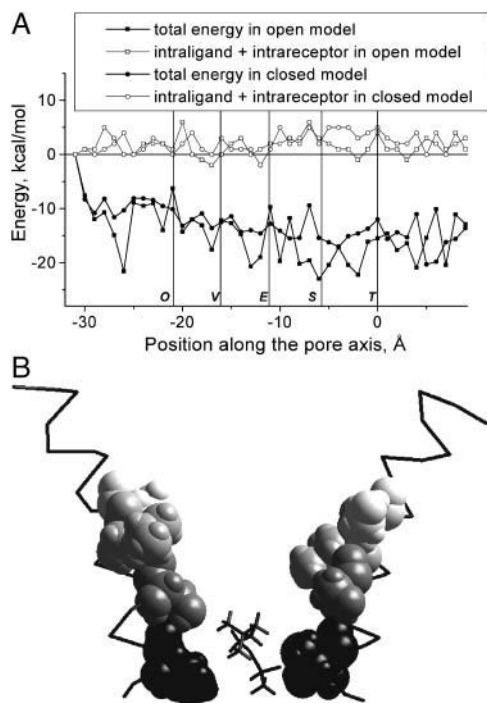 A
total energy in open model
intraligand + intrareceptor in open model
total energy in closed model
intraligand + intrareceptor in closed model
Energy, kcal/mol
10
0
-10
-20
O V E S T
-30 -20 -10 0
Position along the pore axis, Å
B